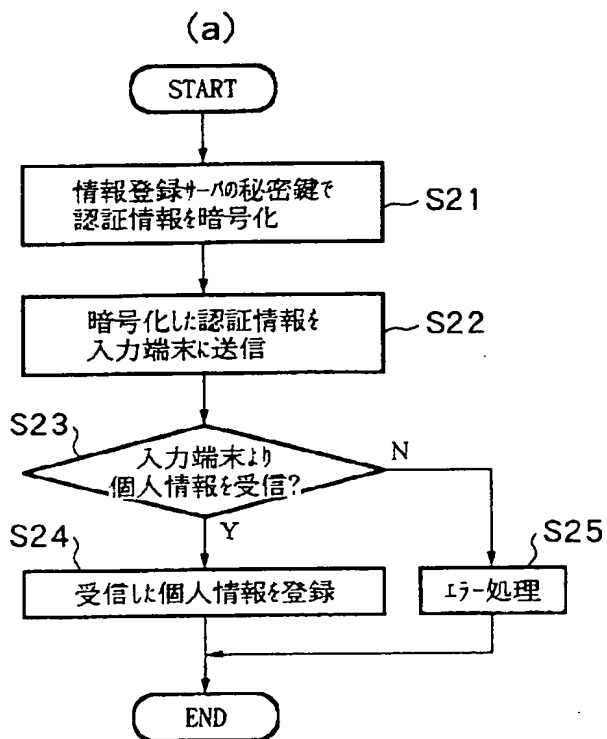 (a)
START
情報登録サーバの秘密鍵で
認証情報を暗号化
S21
暗号化した認証情報を
入力端末に送信
S22
S23
入力端末より
個人情報を受信?
N
Y
S24
受信した個人情報を登録
S25
エラー処理
END